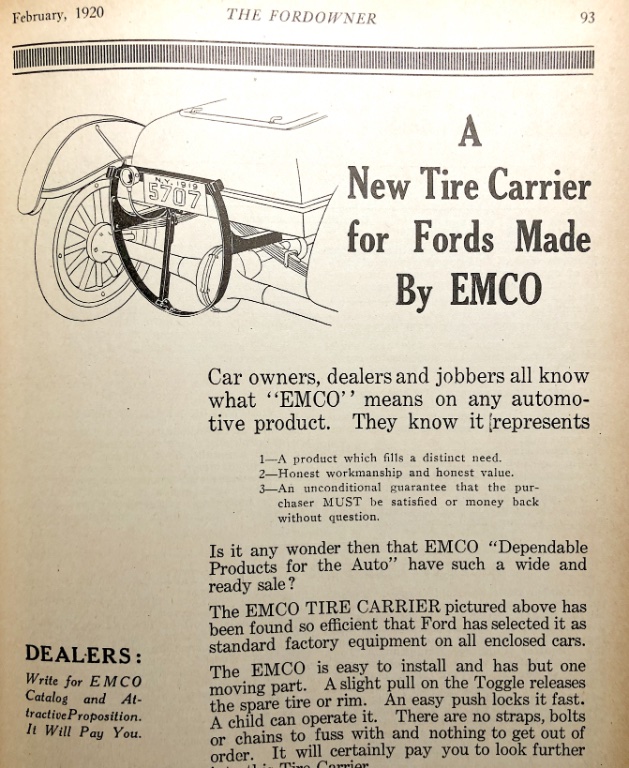 February, 1920
THE FORDOWNER
93
A
New Tire Carrier
for Fords Made
By EMCO
N.Y. 1919
5707
Car owners, dealers and jobbers all know
what "EMCO" means on any automo-
tive product. They know it represents
1—A product which fills a distinct need.
2—Honest workmanship and honest value.
3—An unconditional guarantee that the pur-
chaser MUST be satisfied or money back
without question.
Is it any wonder then that EMCO "Dependable
Products for the Auto" have such a wide and
ready sale?
The EMCO TIRE CARRIER pictured above has
been found so efficient that Ford has selected it as
standard factory equipment on all enclosed cars.
The EMCO is easy to install and has but one
moving part. A slight pull on the Toggle releases
the spare tire or rim. An easy push locks it fast.
A child can operate it. There are no straps, bolts
or chains to fuss with and nothing to get out of
order. It will certainly pay you to look further
into this Tire Carrier.
DEALERS:
Write for EMCO
Catalog and At-
tractive Proposition.
It Will Pay You.